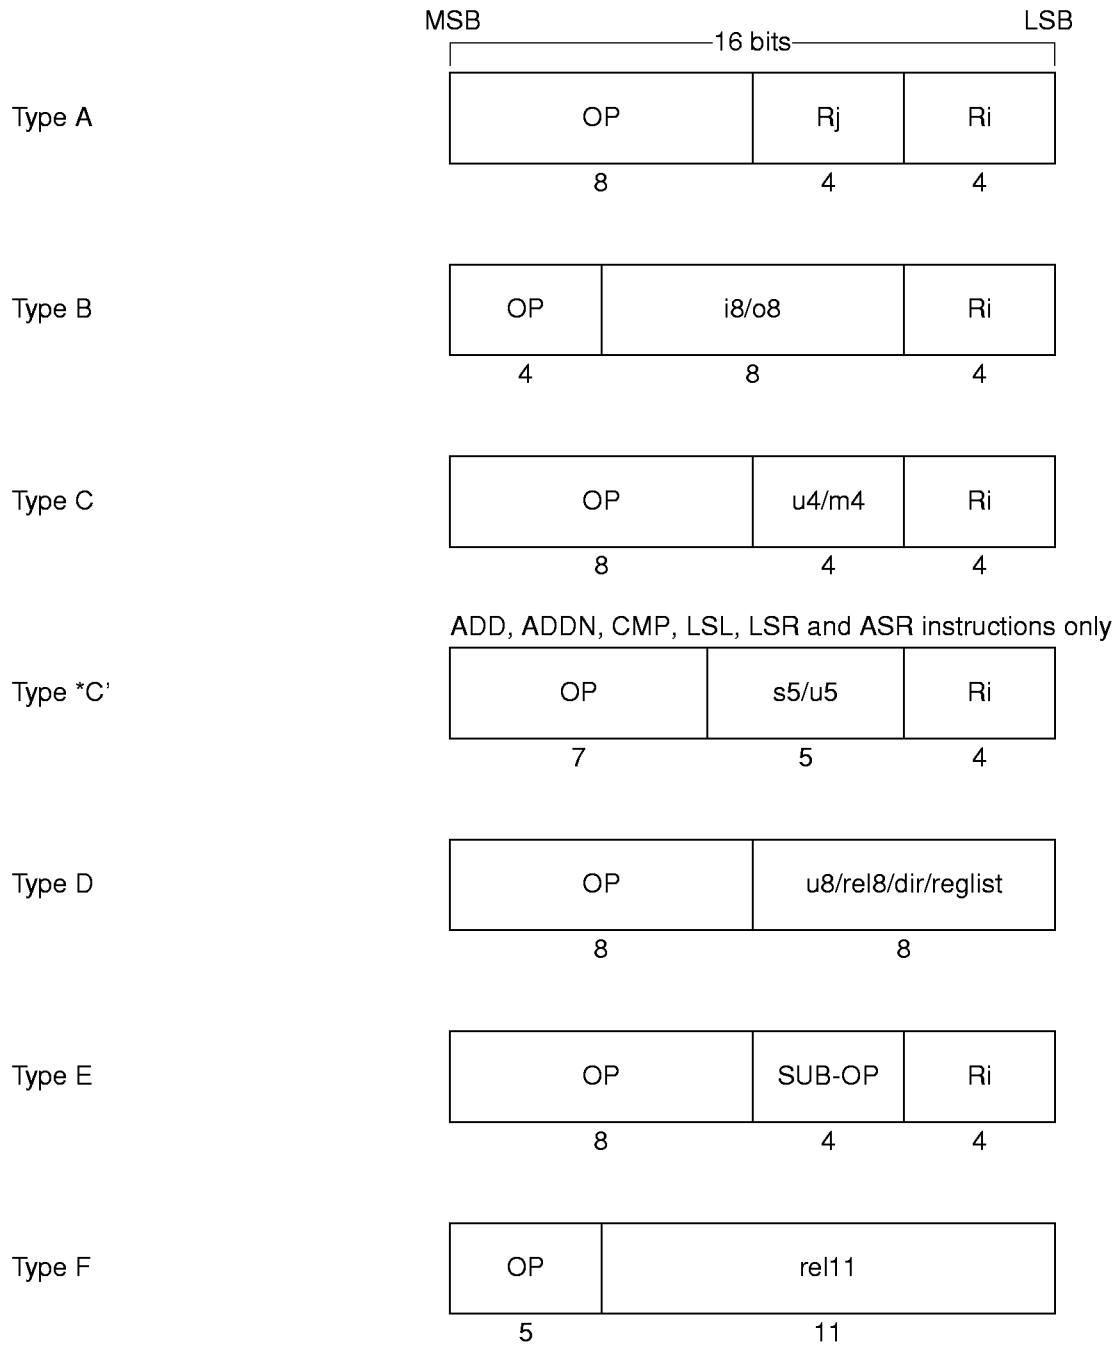 MSB LSB
16 bits
Type A OP Rj Ri
8 4 4
Type B OP i8/o8 Ri
4 8 4
Type C OP u4/m4 Ri
8 4 4
ADD, ADDN, CMP, LSL, LSR and ASR instructions only
Type *C’ OP s5/u5 Ri
7 5 4
Type D OP u8/rel8/dir/reglist
8 8
Type E OP SUB-OP Ri
8 4 4
Type F OP rel11
5 11